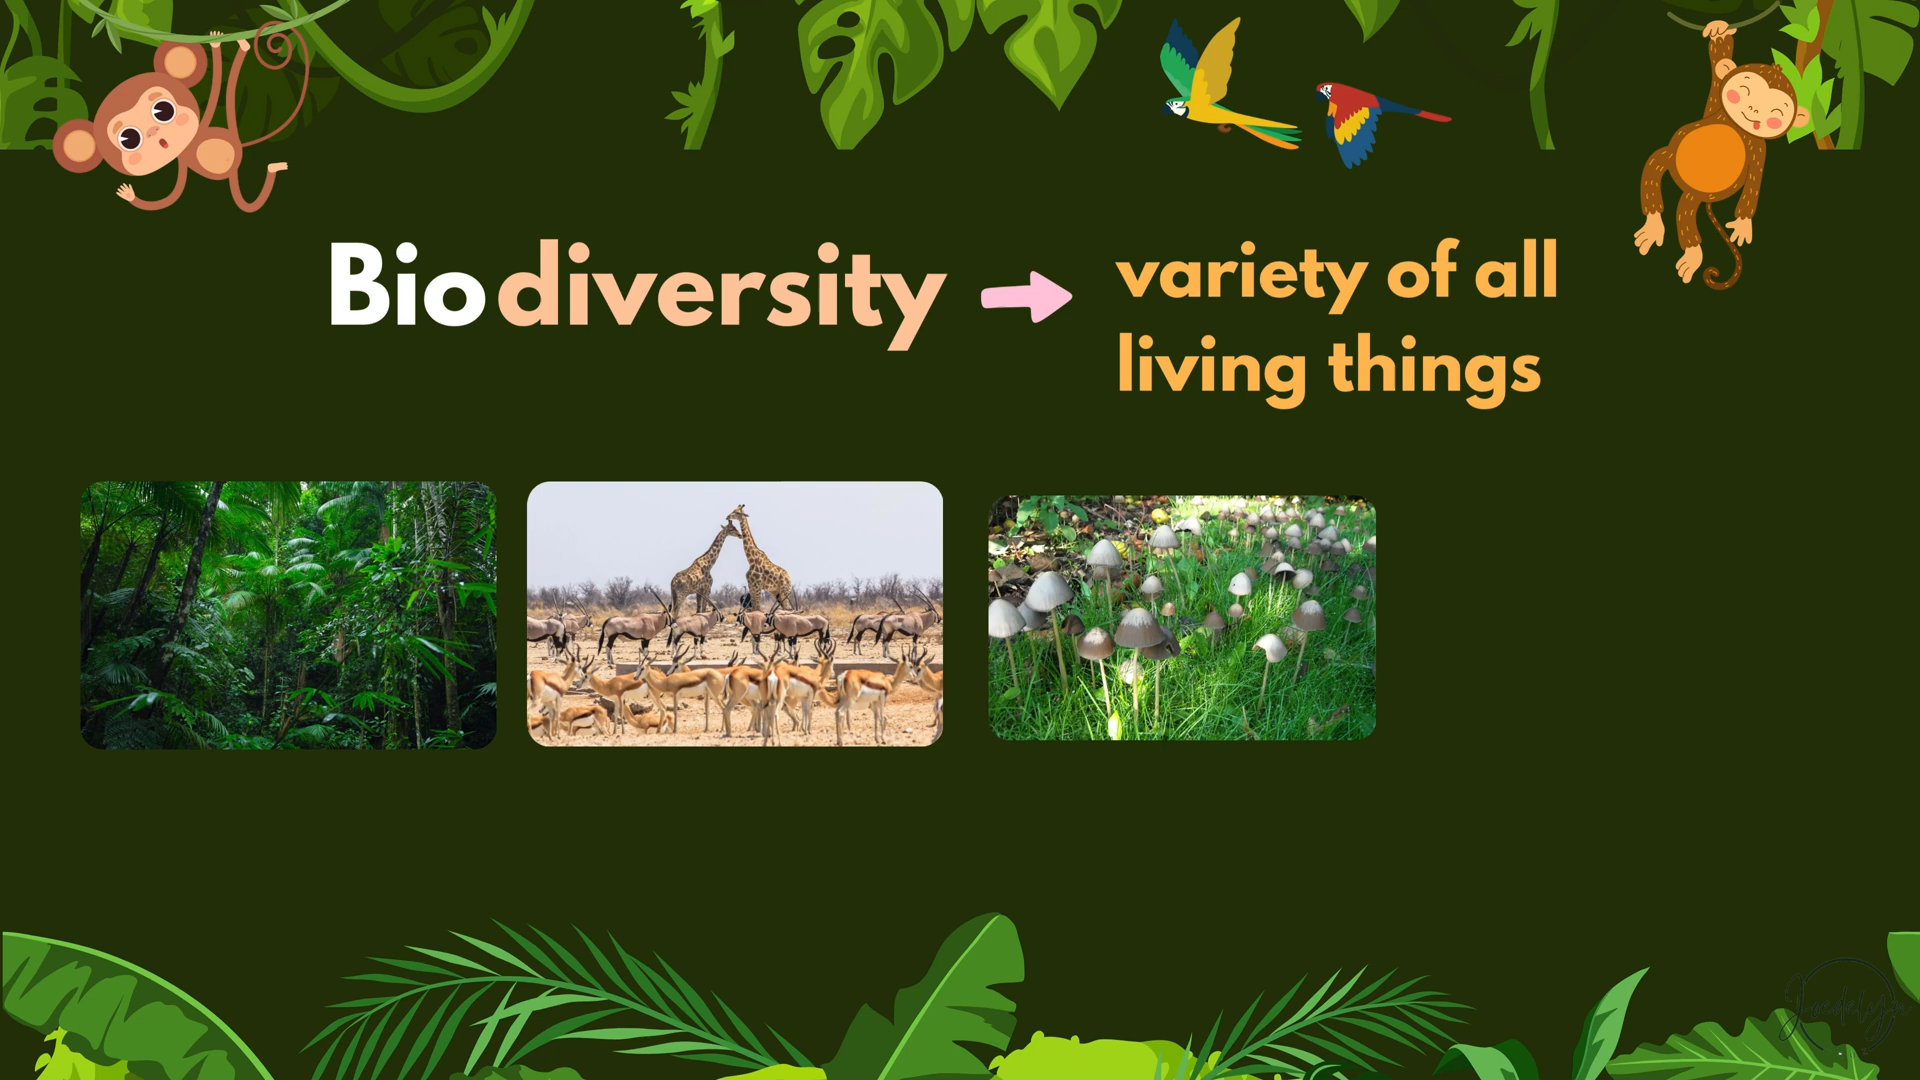 Biodiversity
variety of all
living things